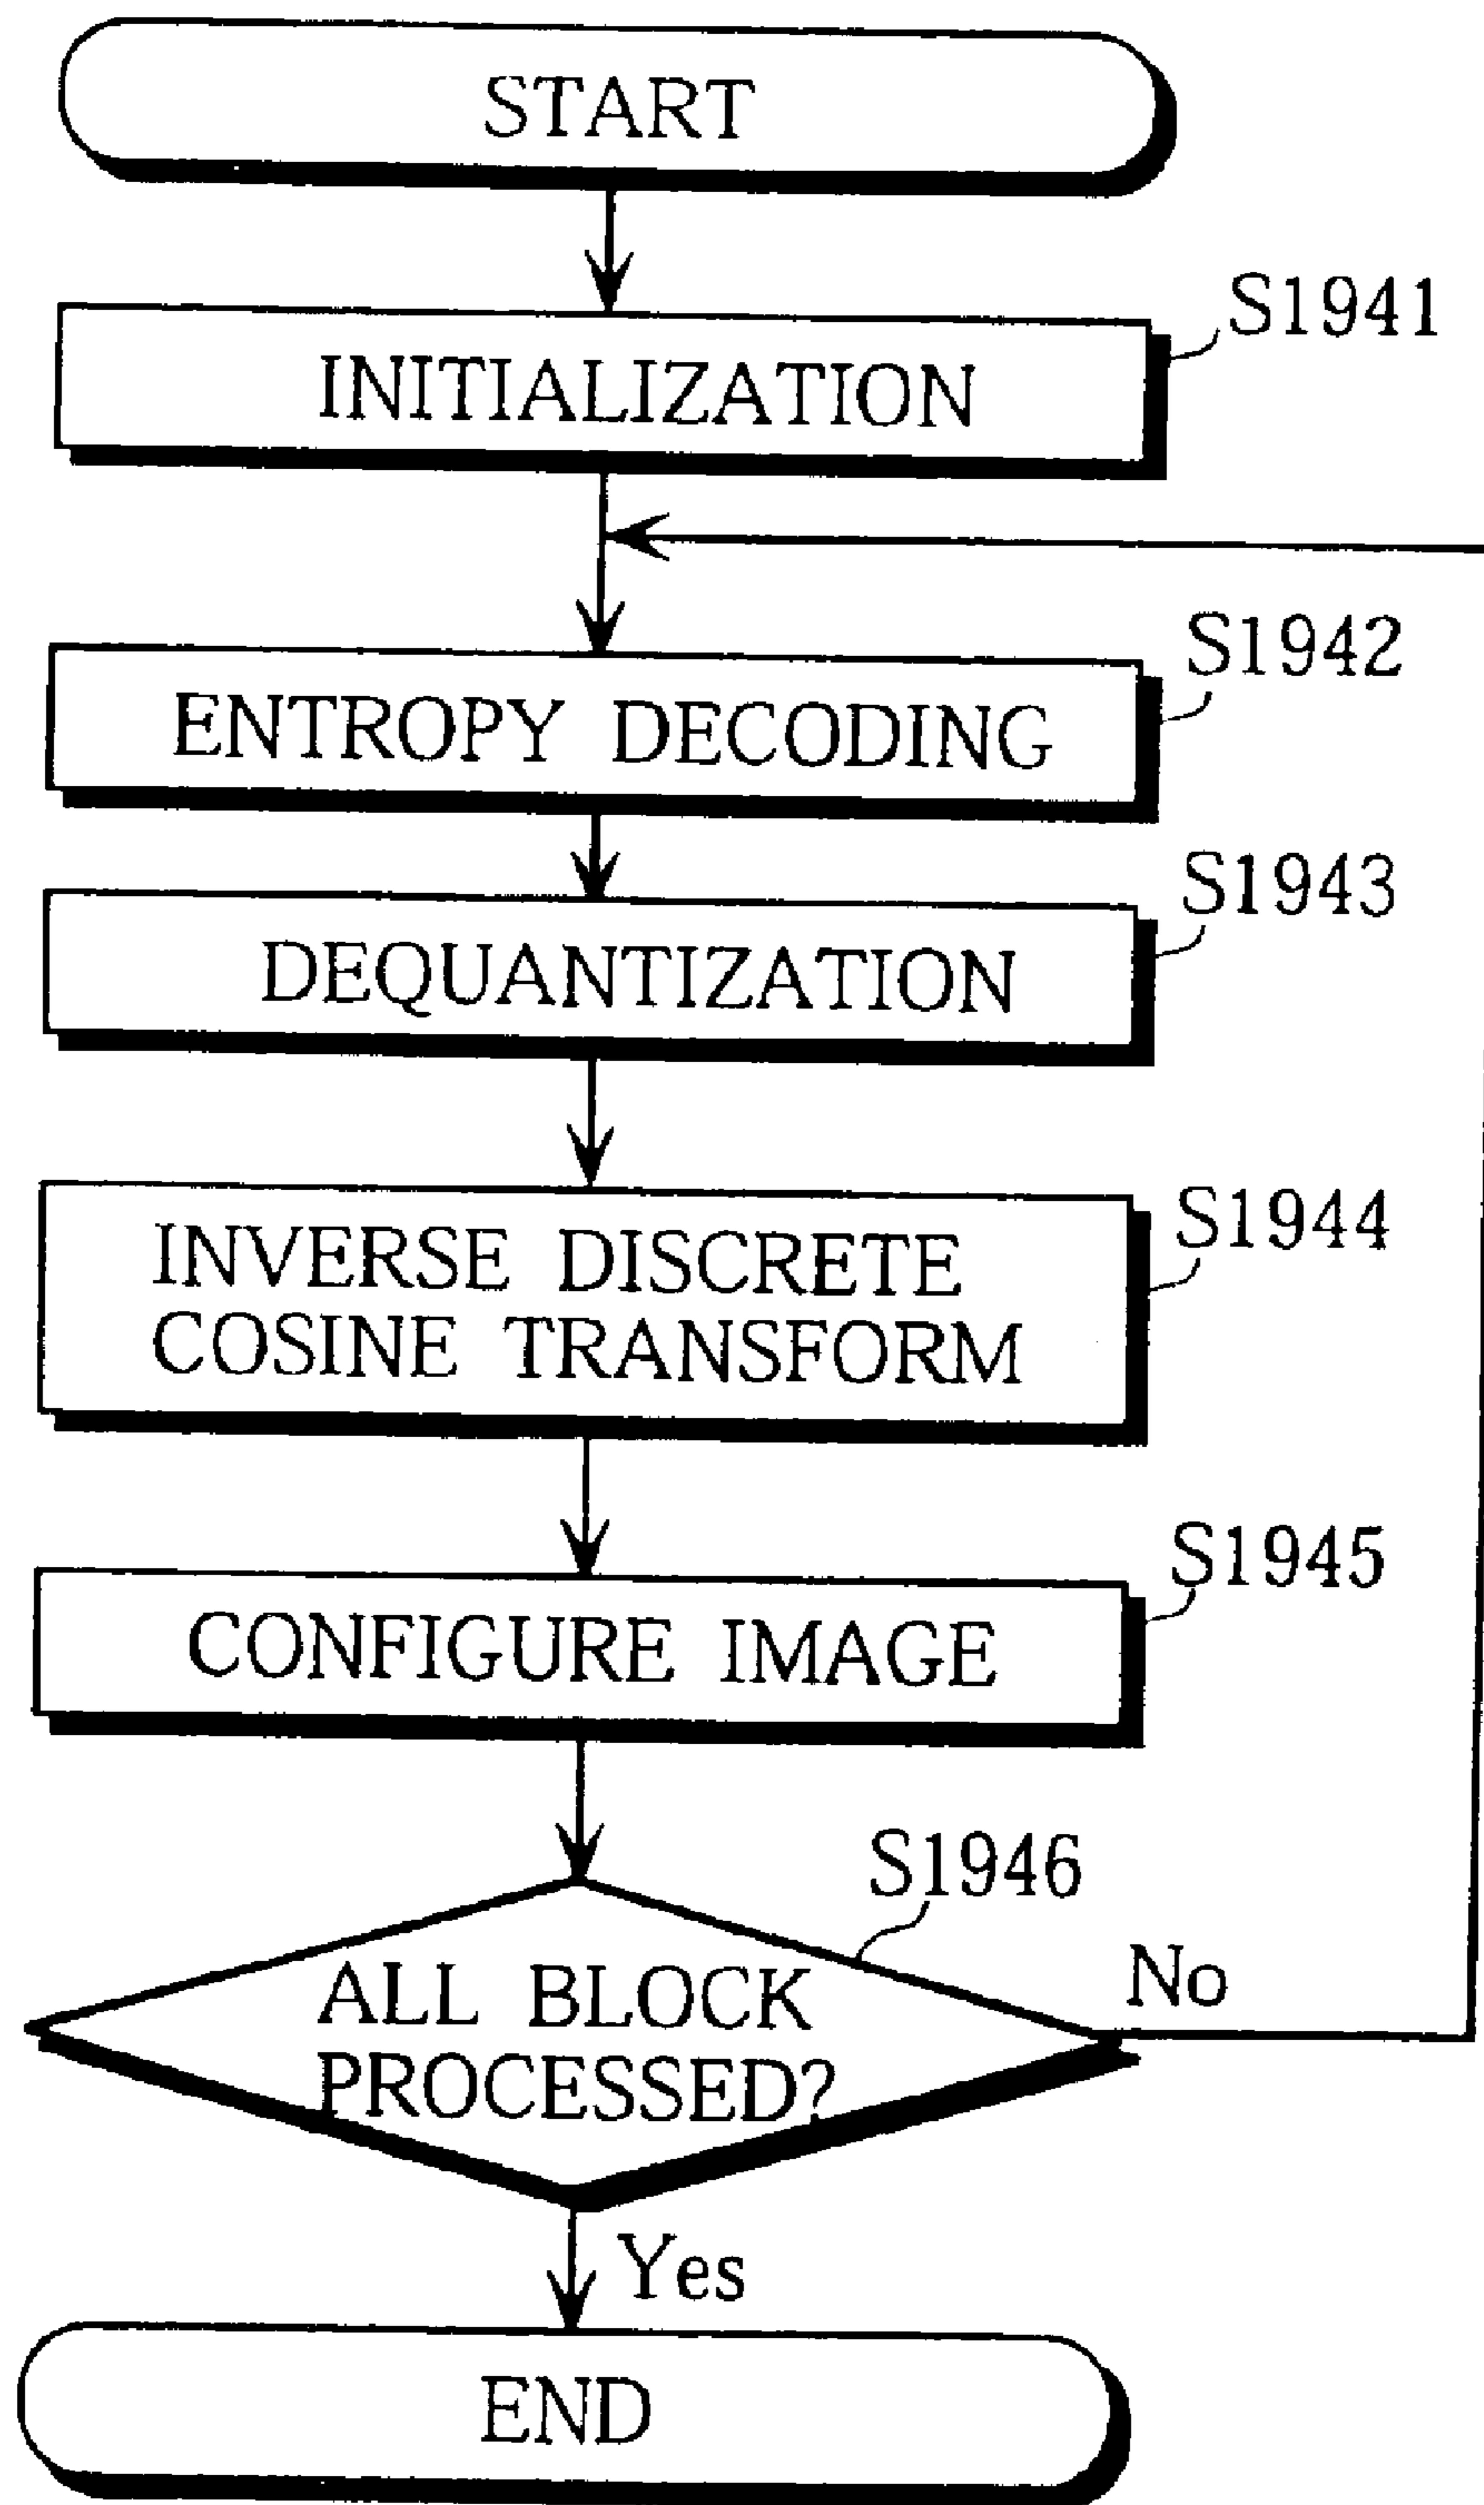 START
S1941
INITIALIZATION
S1942
ENTROPY DECODING
S1943
DEQUANTIZATION
S1944
INVERSE DISCRETE
COSINE TRANSFORM
S1945
CONFIGURE IMAGE
S1946
ALL BLOCK
PROCESSED?
No
Yes
END